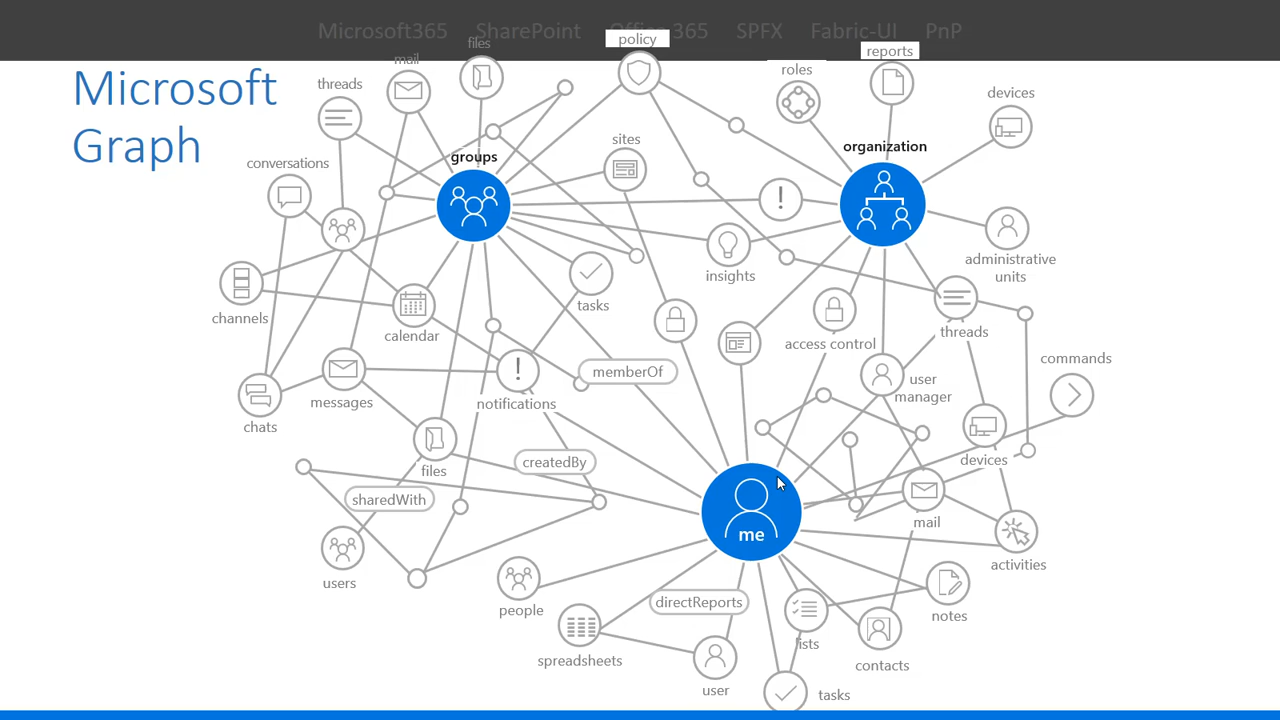 Microsoft365 SharePoint Office 365 SPFX Fabric-UI PnP
Microsoft
Graph
files
policy
reports
mail
roles
threads
devices
sites
groups
organization
conversations
insights
administrative
units
tasks
channels
calendar
access control
threads
memberOf
commands
user
manager
messages
notifications
chats
createdBy
files
devices
sharedWith
mail
me
activities
users
people
directReports
notes
lists
spreadsheets
contacts
user
tasks